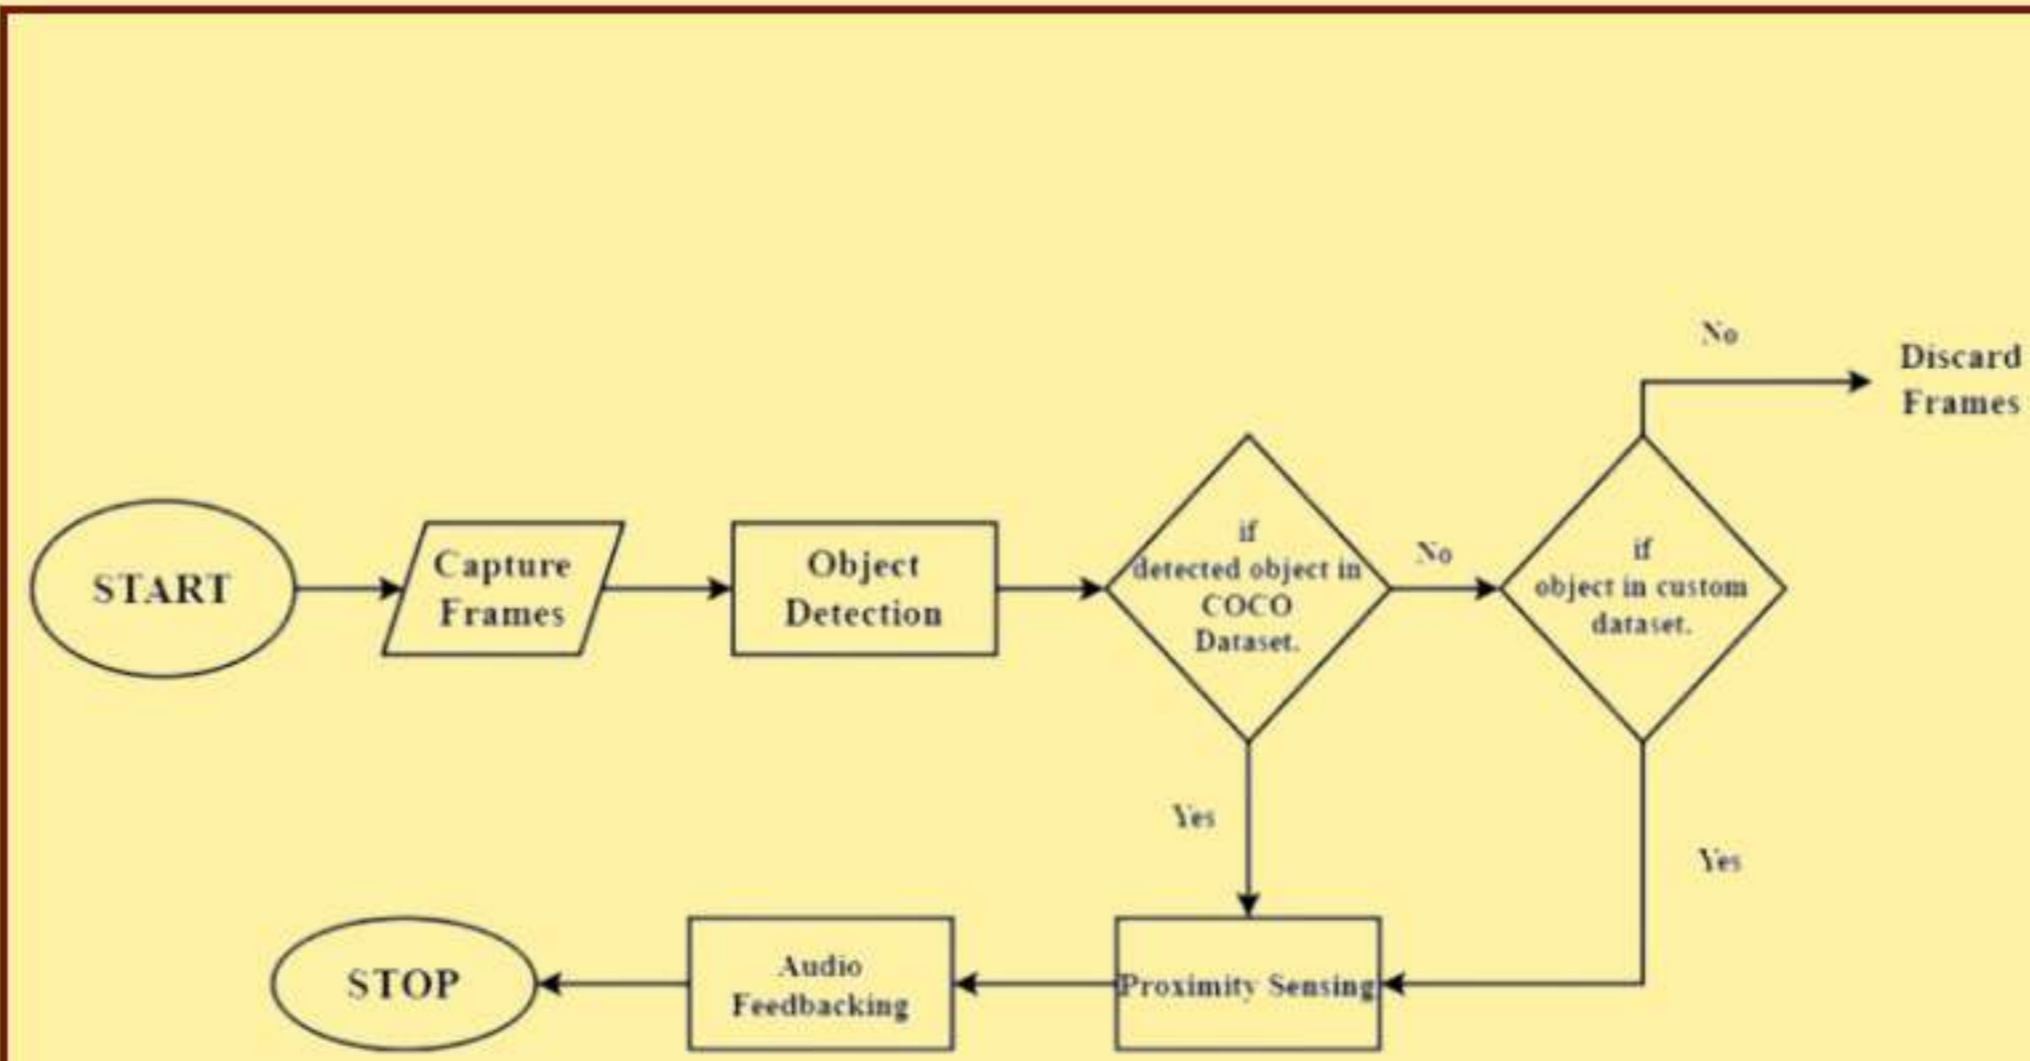 START
Capture
Frames
Object
Detection
if
detected object in
COCO
Dataset.
No
if
object in custom
dataset.
No
Discard
Frames
Yes
Yes
Proximity Sensing
Audio
Feedbacking
STOP